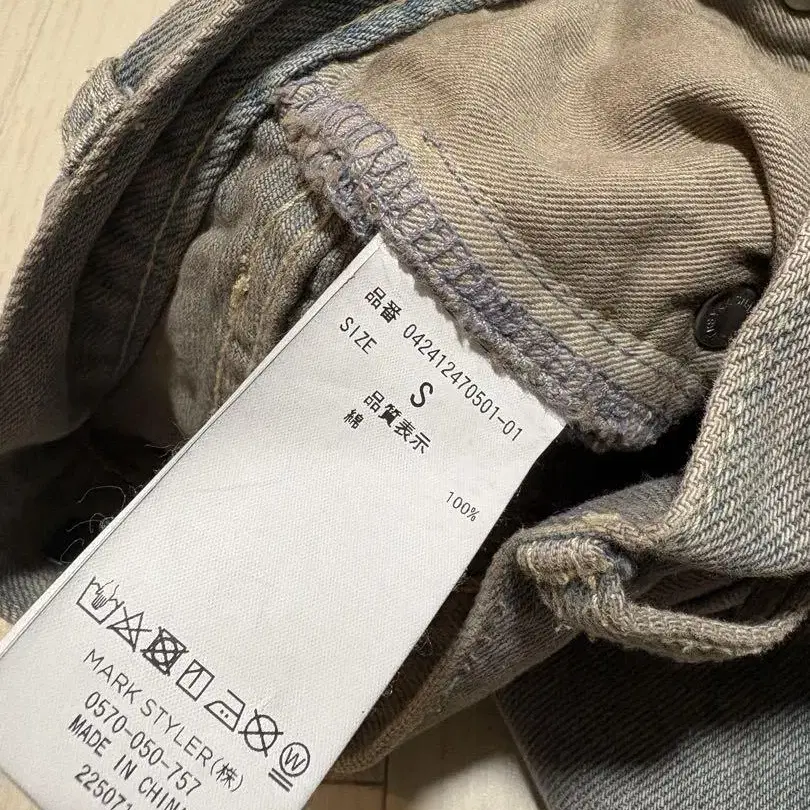 品番 042412470501-01
SIZE
S
品質表示
綿
100%
MARK STYLER(株)
0570-050-757
MADE IN CHINA
225071